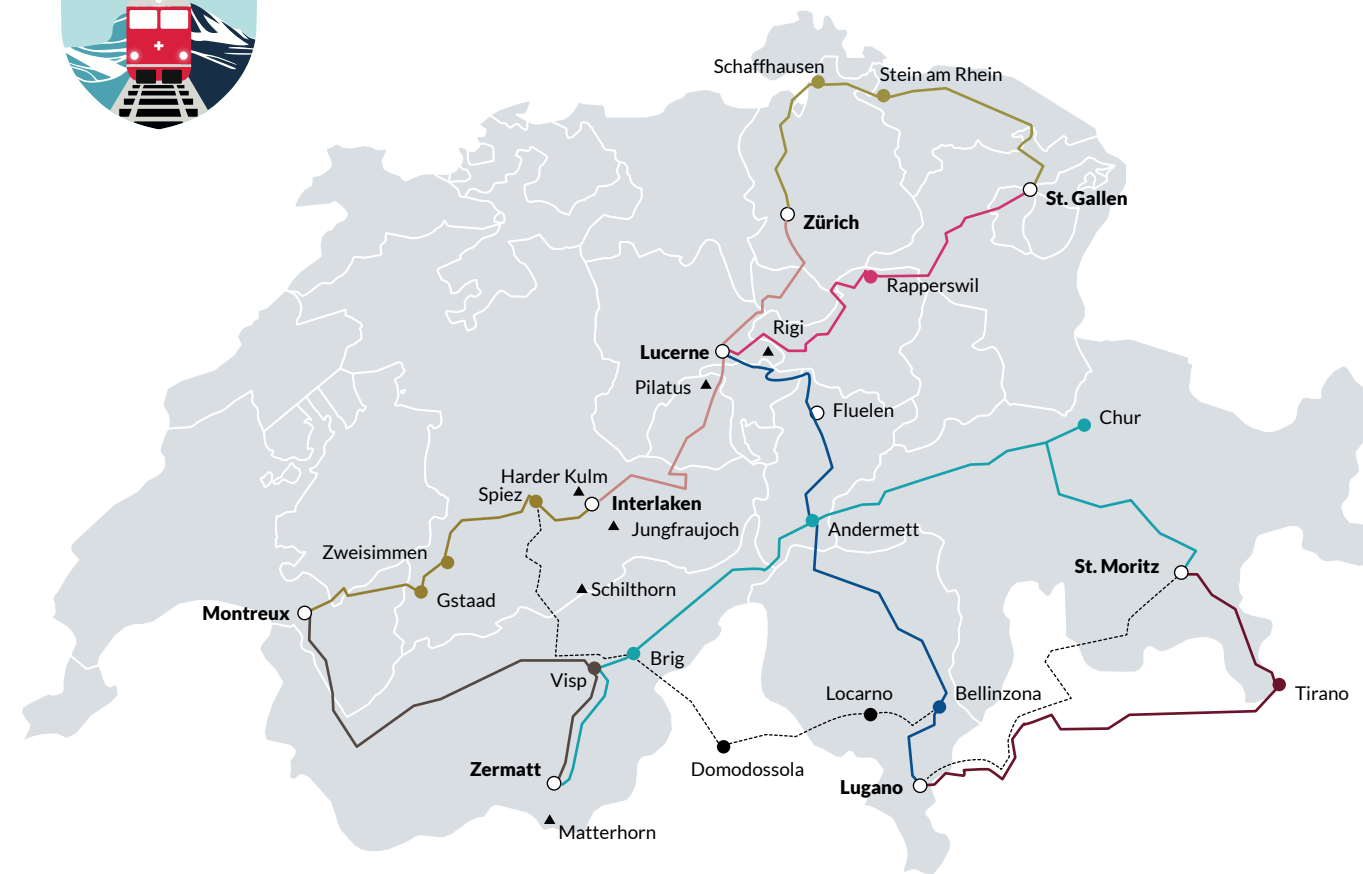 Schaffhausen
Stein am Rhein
St. Gallen
Zürich
Rapperswil
Rigi
Lucerne
Pilatus
Fluelen
Chur
Harder Kulm
Spiez
Interlaken
Jungfraujoch
Andermett
Zweisimmen
St. Moritz
Schilthorn
Gstaad
Montreux
Brig
Visp
Locarno
Bellinzona
Tirano
Domodossola
Zermatt
Lugano
Matterhorn